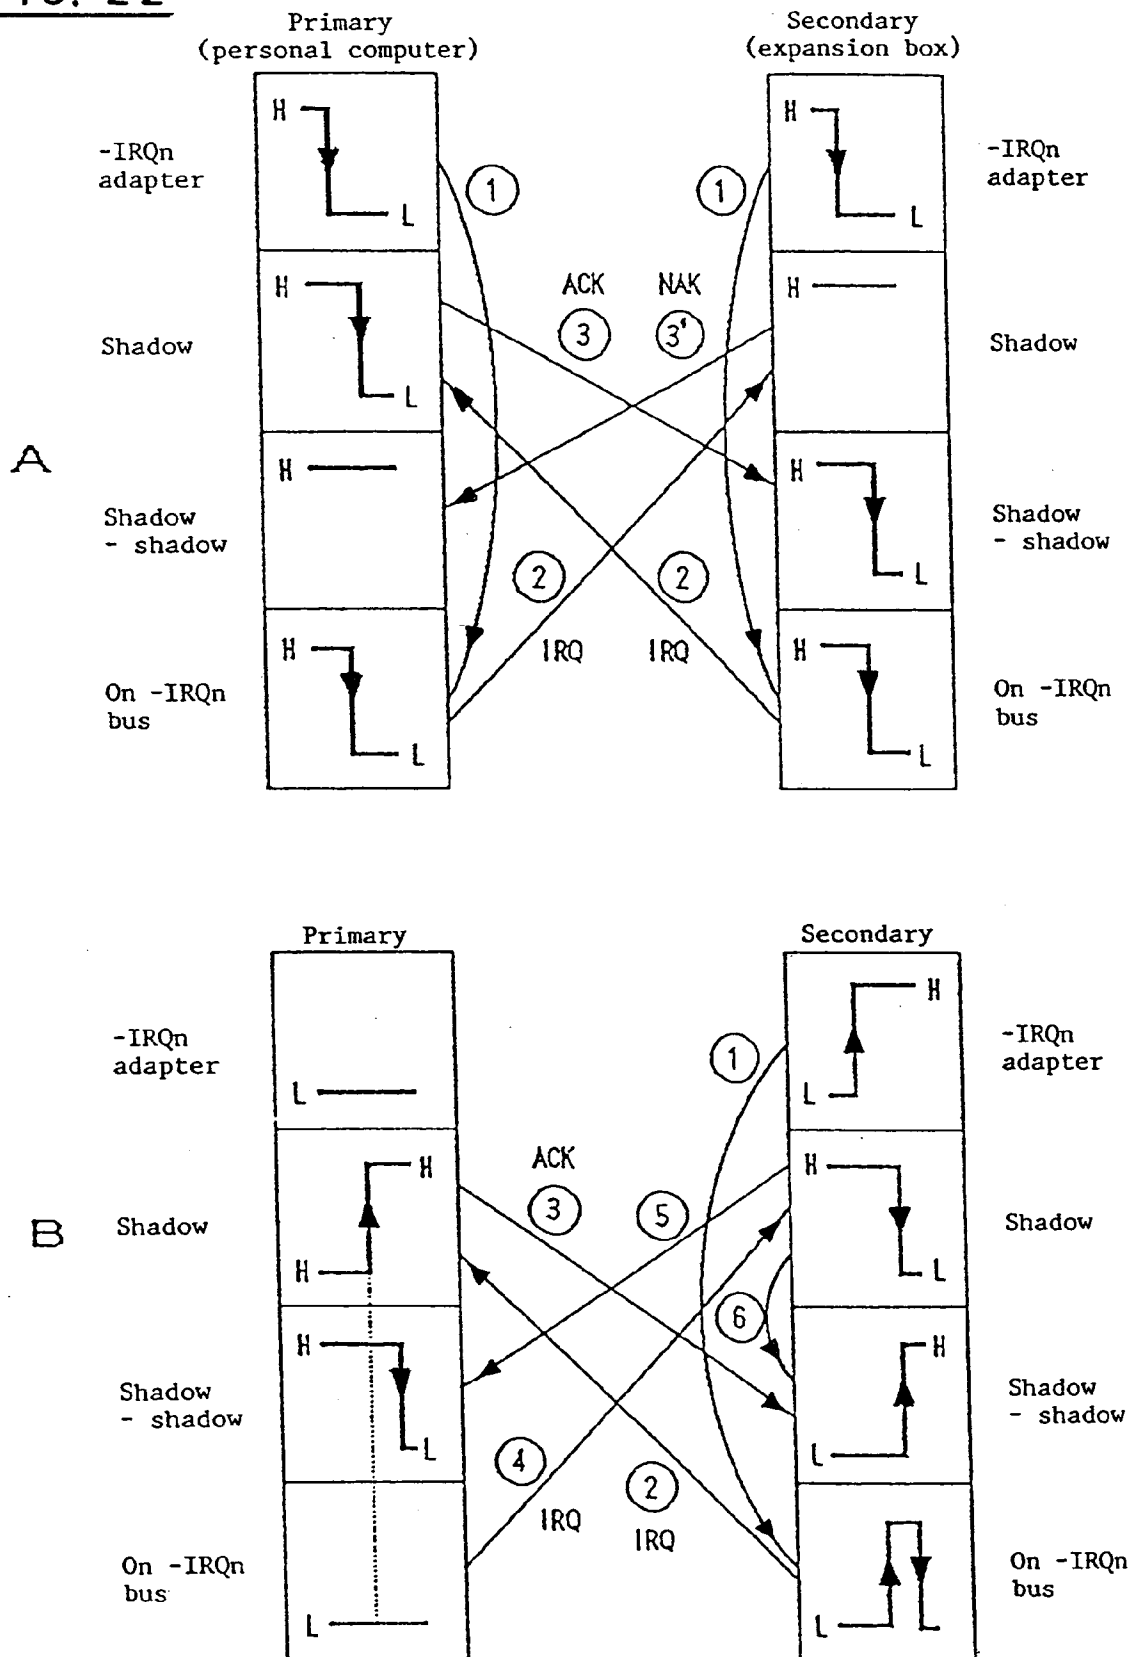 Primary
(personal computer)
Secondary
(expansion box)
-IRQn
adapter
H
L
1
1
H
L
-IRQn
adapter
Shadow
H
L
ACK
3
NAK
3'
H
Shadow
A
Shadow
- shadow
H
H
L
Shadow
- shadow
2
IRQ
2
IRQ
On -IRQn
bus
H
L
H
L
On -IRQn
bus
Primary
Secondary
-IRQn
adapter
L
1
H
L
-IRQn
adapter
B
Shadow
H
H
ACK
3
5
H
L
Shadow
6
Shadow
- shadow
H
L
H
L
Shadow
- shadow
4
IRQ
2
IRQ
On -IRQn
bus
L
L
L
On -IRQn
bus